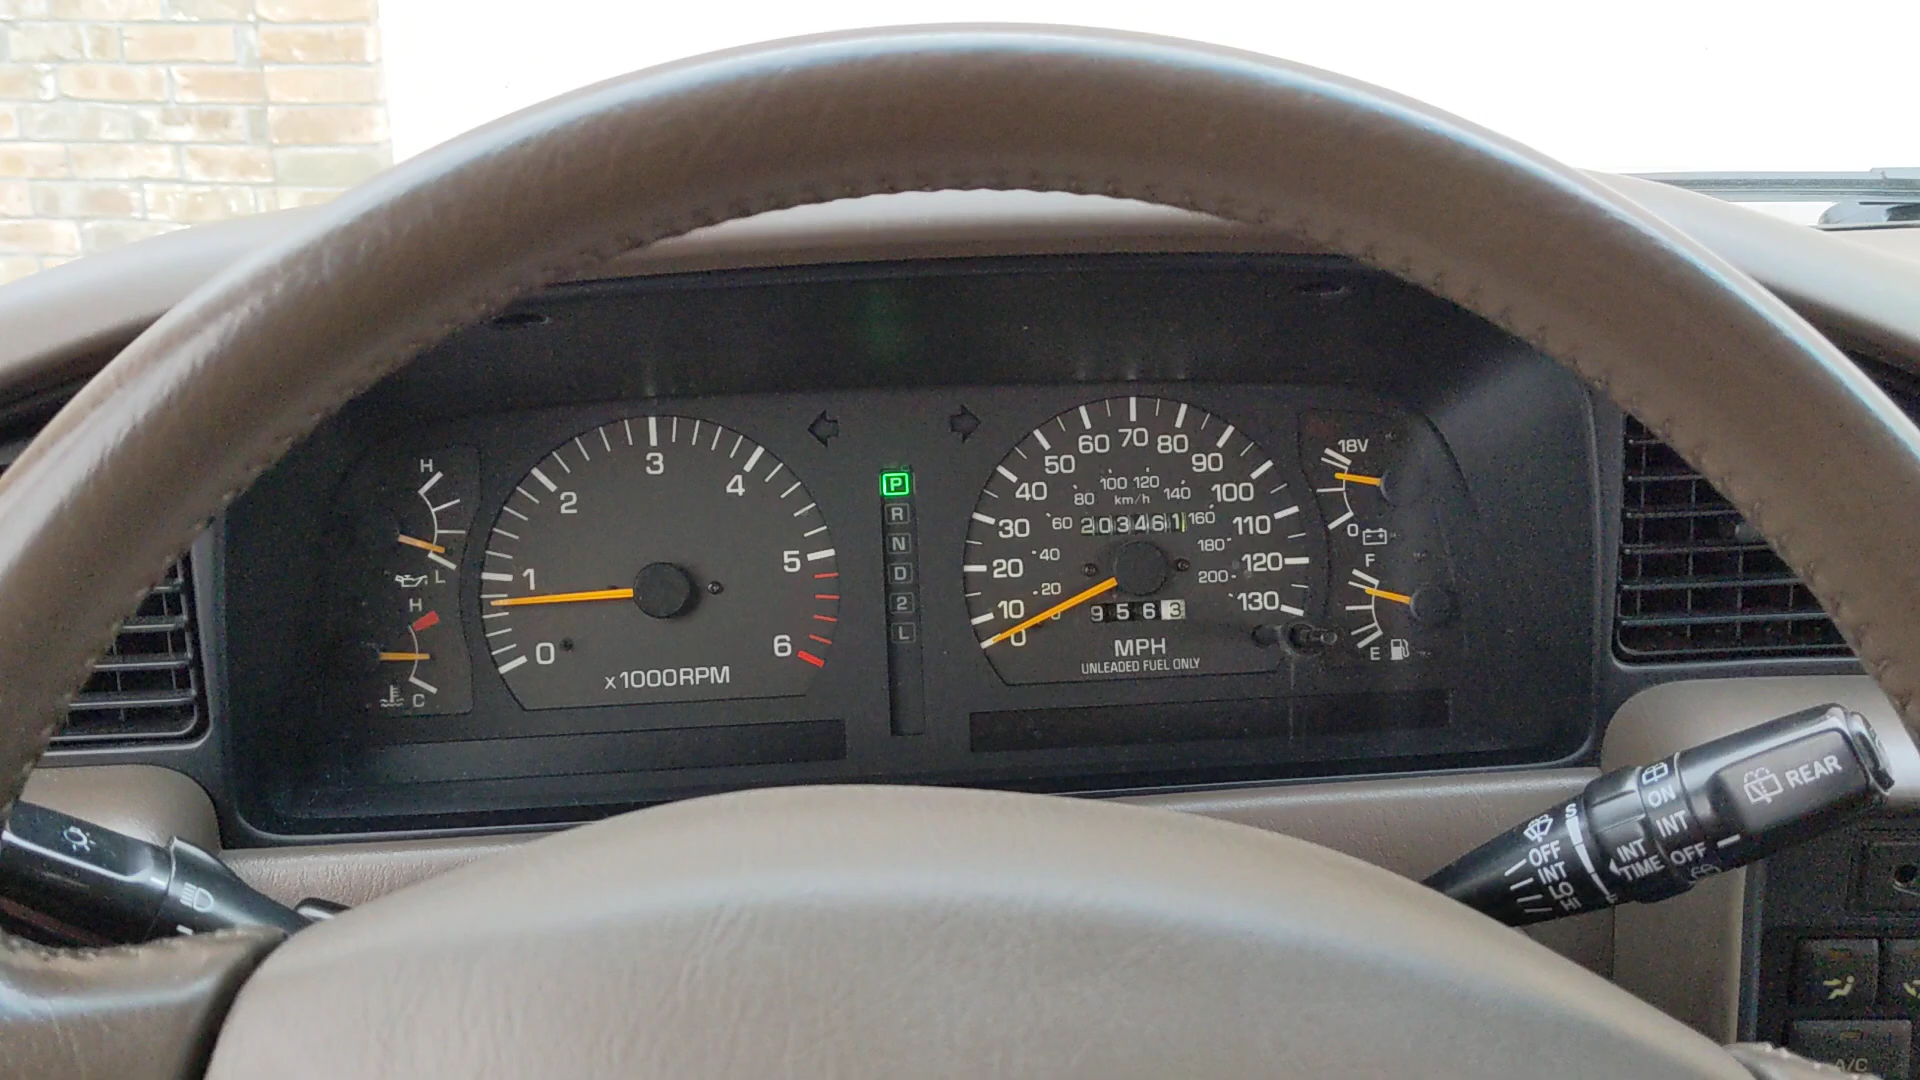 H
L
H
C
0
1
2
3
4
5
6
x1000RPM
P
R
N
D
2
L
0
10
20
30
40
50
60
70
80
90
100
110
120
130
20
40
60
80
100
120
140
160
180
200
km/h
203461
9563
MPH
UNLEADED FUEL ONLY
18V
0
F
E
REAR
ON
INT
OFF
INT
TIME
S
F
OFF
INT
LO
HI
A/C